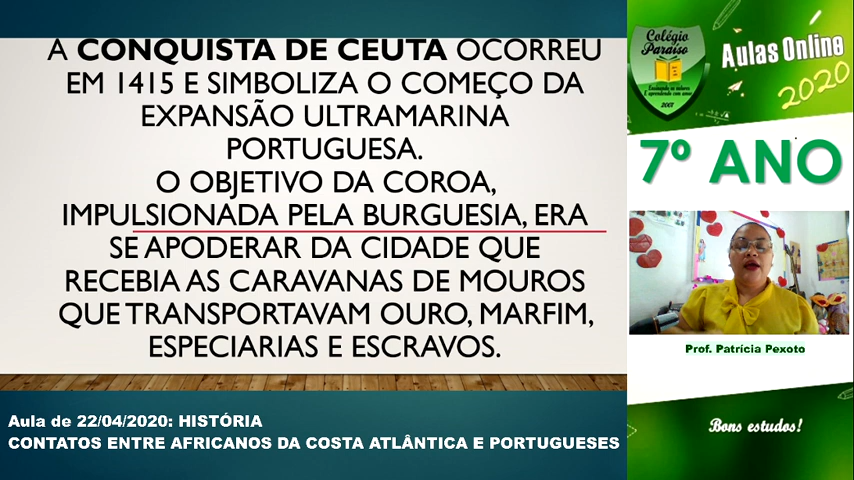 A CONQUISTA DE CEUTA OCORREU
EM 1415 E SIMBOLIZA O COMEÇO DA
EXPANSÃO ULTRAMARINA
PORTUGUESA.
O OBJETIVO DA COROA,
IMPULSIONADA PELA BURGUESIA, ERA
SE APODERAR DA CIDADE QUE
RECEBIA AS CARAVANAS DE MOUROS
QUE TRANSPORTAVAM OURO, MARFIM,
ESPECIARIAS E ESCRAVOS.
Aula de 22/04/2020: HISTÓRIA
CONTATOS ENTRE AFRICANOS DA COSTA ATLÂNTICA E PORTUGUESES
Colégio
Paraíso
2007
Aulas Online
2020
7º ANO
Prof. Patrícia Pexoto
Bons estudos!